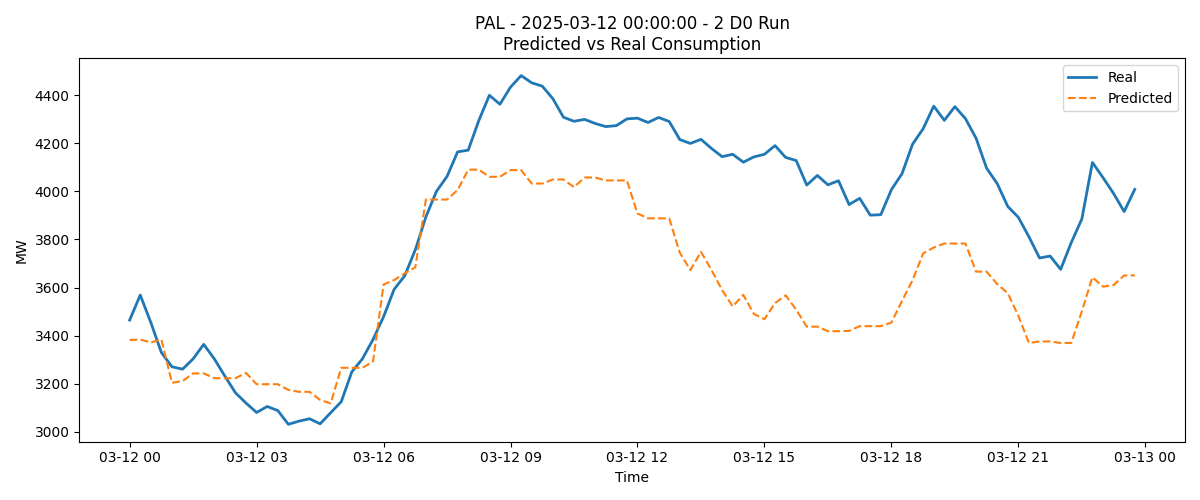 PAL - 2025-03-12 00:00:00 - 2 D0 Run
Predicted vs Real Consumption
Real
Predicted
MW
4400
4200
4000
3800
3600
3400
3200
3000
03-12 00
03-12 03
03-12 06
03-12 09
03-12 12
03-12 15
03-12 18
03-12 21
03-13 00
Time